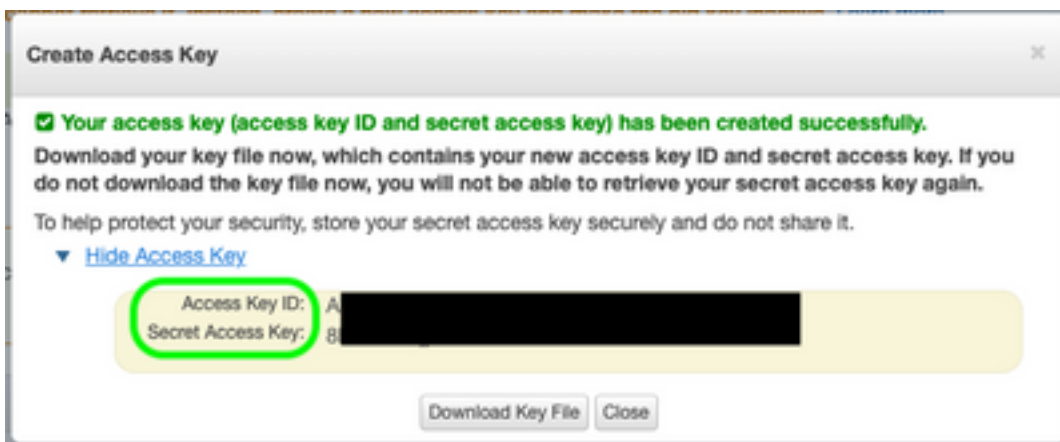 Create Access Key
Your access key (access key ID and secret access key) has been created successfully.
Download your key file now, which contains your new access key ID and secret access key. If you
do not download the key file now, you will not be able to retrieve your secret access key again.
To help protect your security, store your secret access key securely and do not share it.
Hide Access Key
Access Key ID: A
Secret Access Key: 8
Download Key File
Close